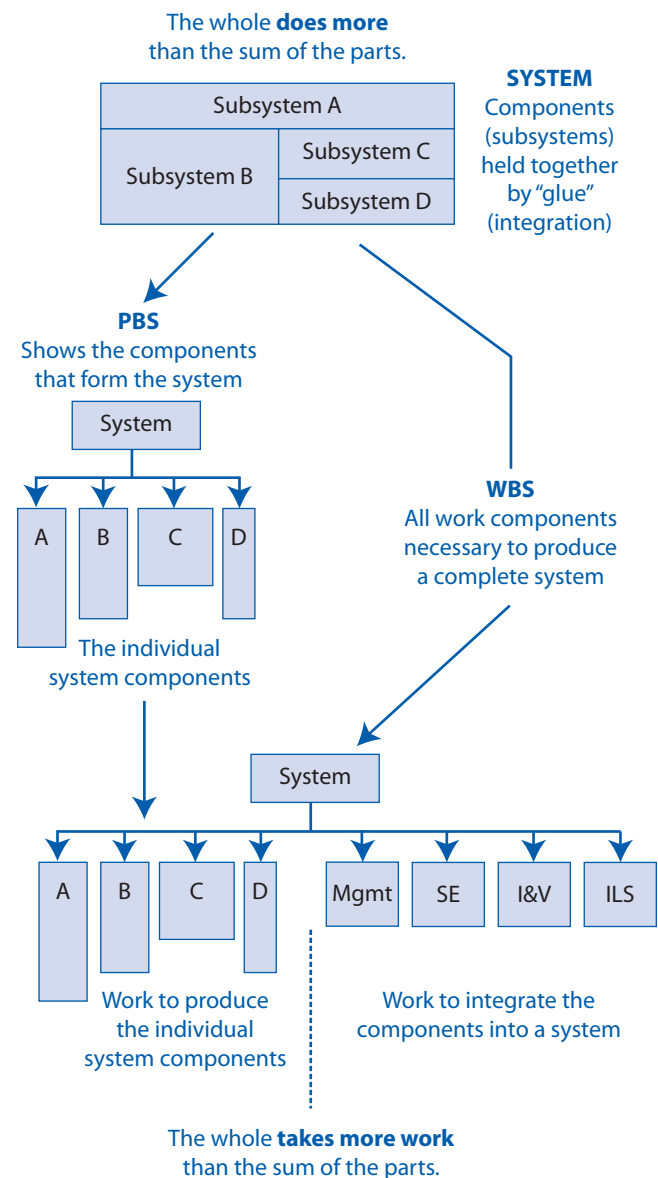 The whole does more
than the sum of the parts.
SYSTEM
Components
(subsystems)
held together
by “glue”
(integration)
Subsystem A
Subsystem B
Subsystem C
Subsystem D
PBS
Shows the components
that form the system
System
A
B
C
D
The individual
system components
WBS
All work components
necessary to produce
a complete system
System
A
B
C
D
Mgmt
SE
I&V
ILS
Work to produce
the individual
system components
Work to integrate the
components into a system
The whole takes more work
than the sum of the parts.